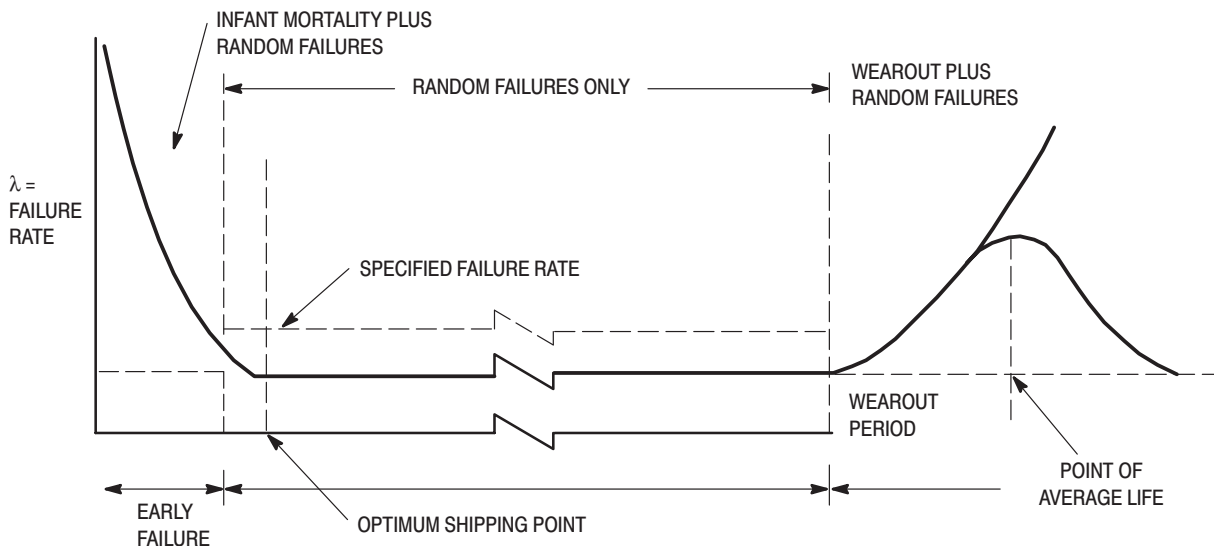 INFANT MORTALITY PLUS
RANDOM FAILURES
RANDOM FAILURES ONLY
WEAROUT PLUS
RANDOM FAILURES
λ =
FAILURE
RATE
SPECIFIED FAILURE RATE
WEAROUT
PERIOD
POINT OF
AVERAGE LIFE
EARLY
FAILURE
OPTIMUM SHIPPING POINT